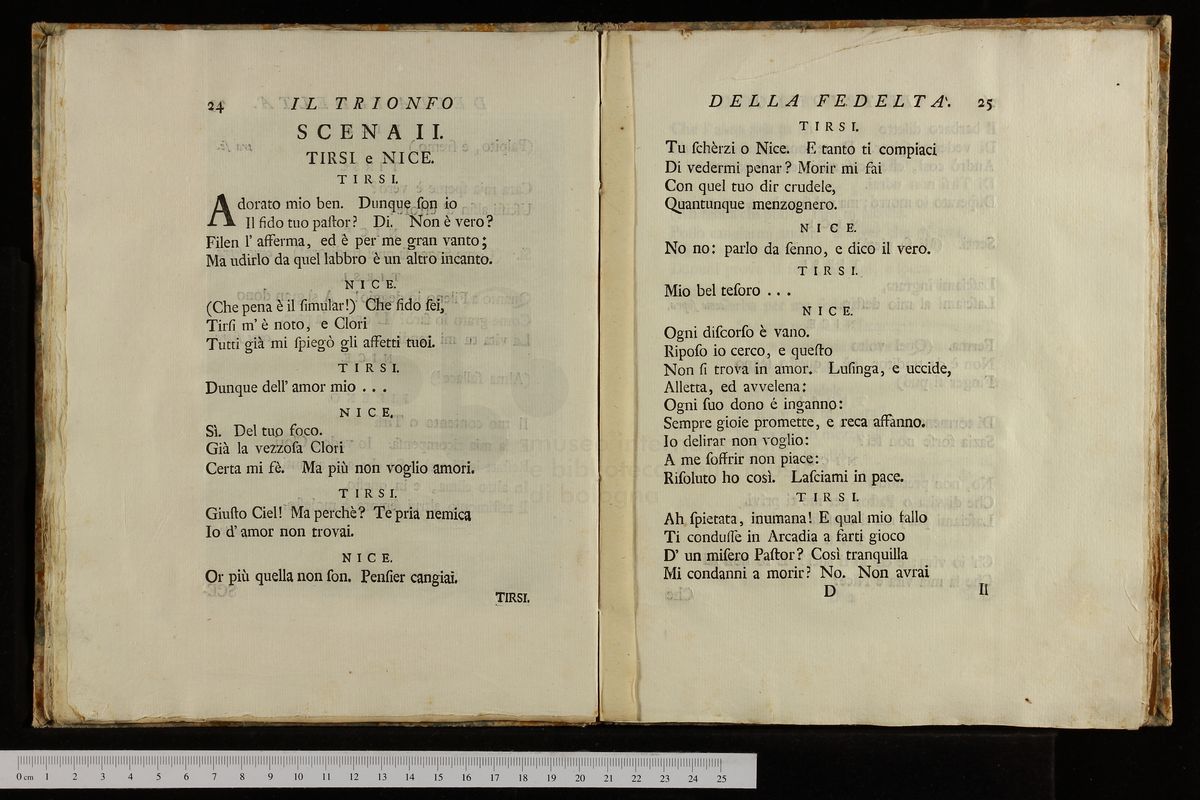 24 IL TRIONFO
SCENA II.
TIRSI e NICE.
TIRSI.
Adorato mio ben. Dunque ſon io
Il fido tuo paſtor? Di. Non è vero?
Filen l' afferma, ed è per me gran vanto;
Ma udirlo da quel labbro è un altro incanto.
NICE.
(Che pena è il ſimular!) Che fido ſei,
Tirſi m' è noto, e Clori
Tutti già mi ſpiegò gli affetti tuoi.
TIRSI.
Dunque dell' amor mio . . .
NICE.
Sì. Del tuo foco.
Già la vezzoſa Clori
Certa mi fè. Ma più non voglio amori.
TIRSI.
Giuſto Ciel! Ma perchè? Te pria nemica
Io d' amor non trovai.
NICE.
Or più quella non ſon. Penſier cangiai.
TIRSI.
DELLA FEDELTA'. 25
TIRSI.
Tu ſchèrzi o Nice. E tanto ti compiaci
Di vedermi penar? Morir mi fai
Con quel tuo dir crudele,
Quantunque menzognero.
NICE.
No no: parlo da ſenno, e dico il vero.
TIRSI.
Mio bel teſoro . . .
NICE.
Ogni diſcorſo è vano.
Ripoſo io cerco, e queſto
Non ſi trova in amor. Luſinga, e uccide,
Alletta, ed avvelena:
Ogni ſuo dono é inganno:
Sempre gioie promette, e reca affanno.
Io delirar non voglio:
A me ſoffrir non piace:
Riſoluto ho così. Laſciami in pace.
TIRSI.
Ah ſpietata, inumana! E qual mio fallo
Ti conduſſe in Arcadia a farti gioco
D' un miſero Paſtor? Così tranquilla
Mi condanni a morir? No. Non avrai
D Il
0 cm 1 2 3 4 5 6 7 8 9 10 11 12 13 14 15 16 17 18 19 20 21 22 23 24 25